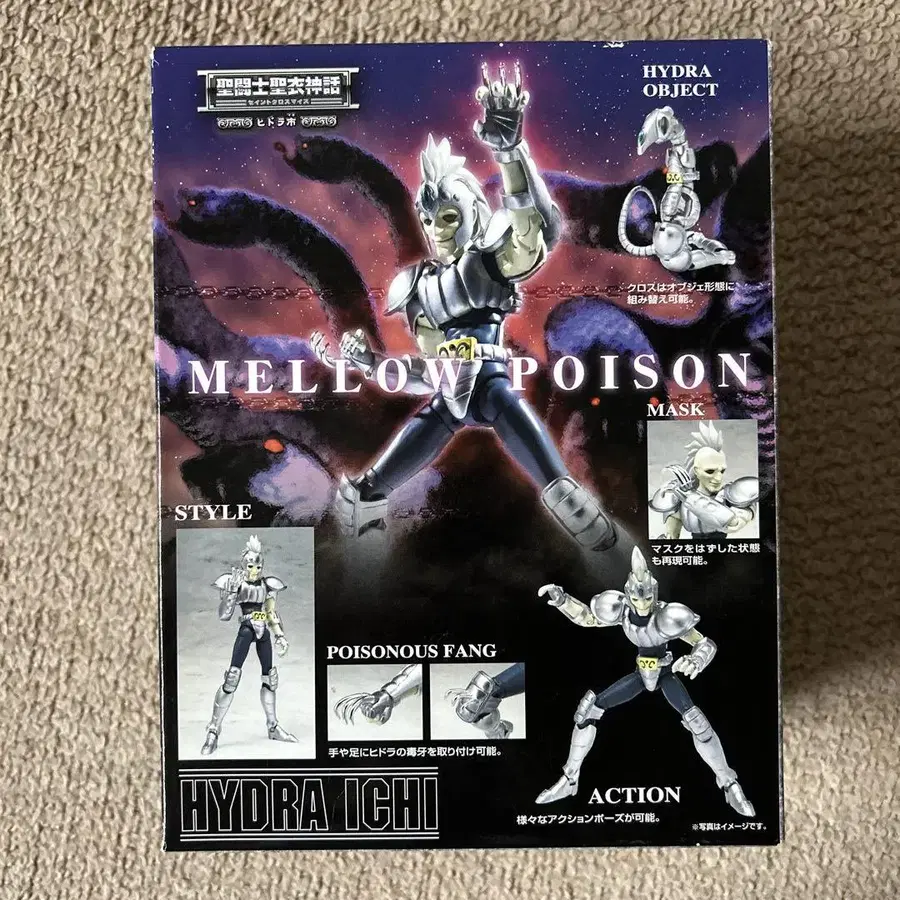 聖闘士聖衣神話
セイントクロスマイス
ヒドラ市
HYDRA
OBJECT
クロスはオブジェ形態に
組み替え可能。
MELLOW POISON
MASK
マスクをはずした状態
も再現可能。
STYLE
POISONOUS FANG
手や足にヒドラの毒牙を取り付け可能。
HYDRA ICHI
ACTION
様々なアクションポーズが可能。
※写真はイメージです。